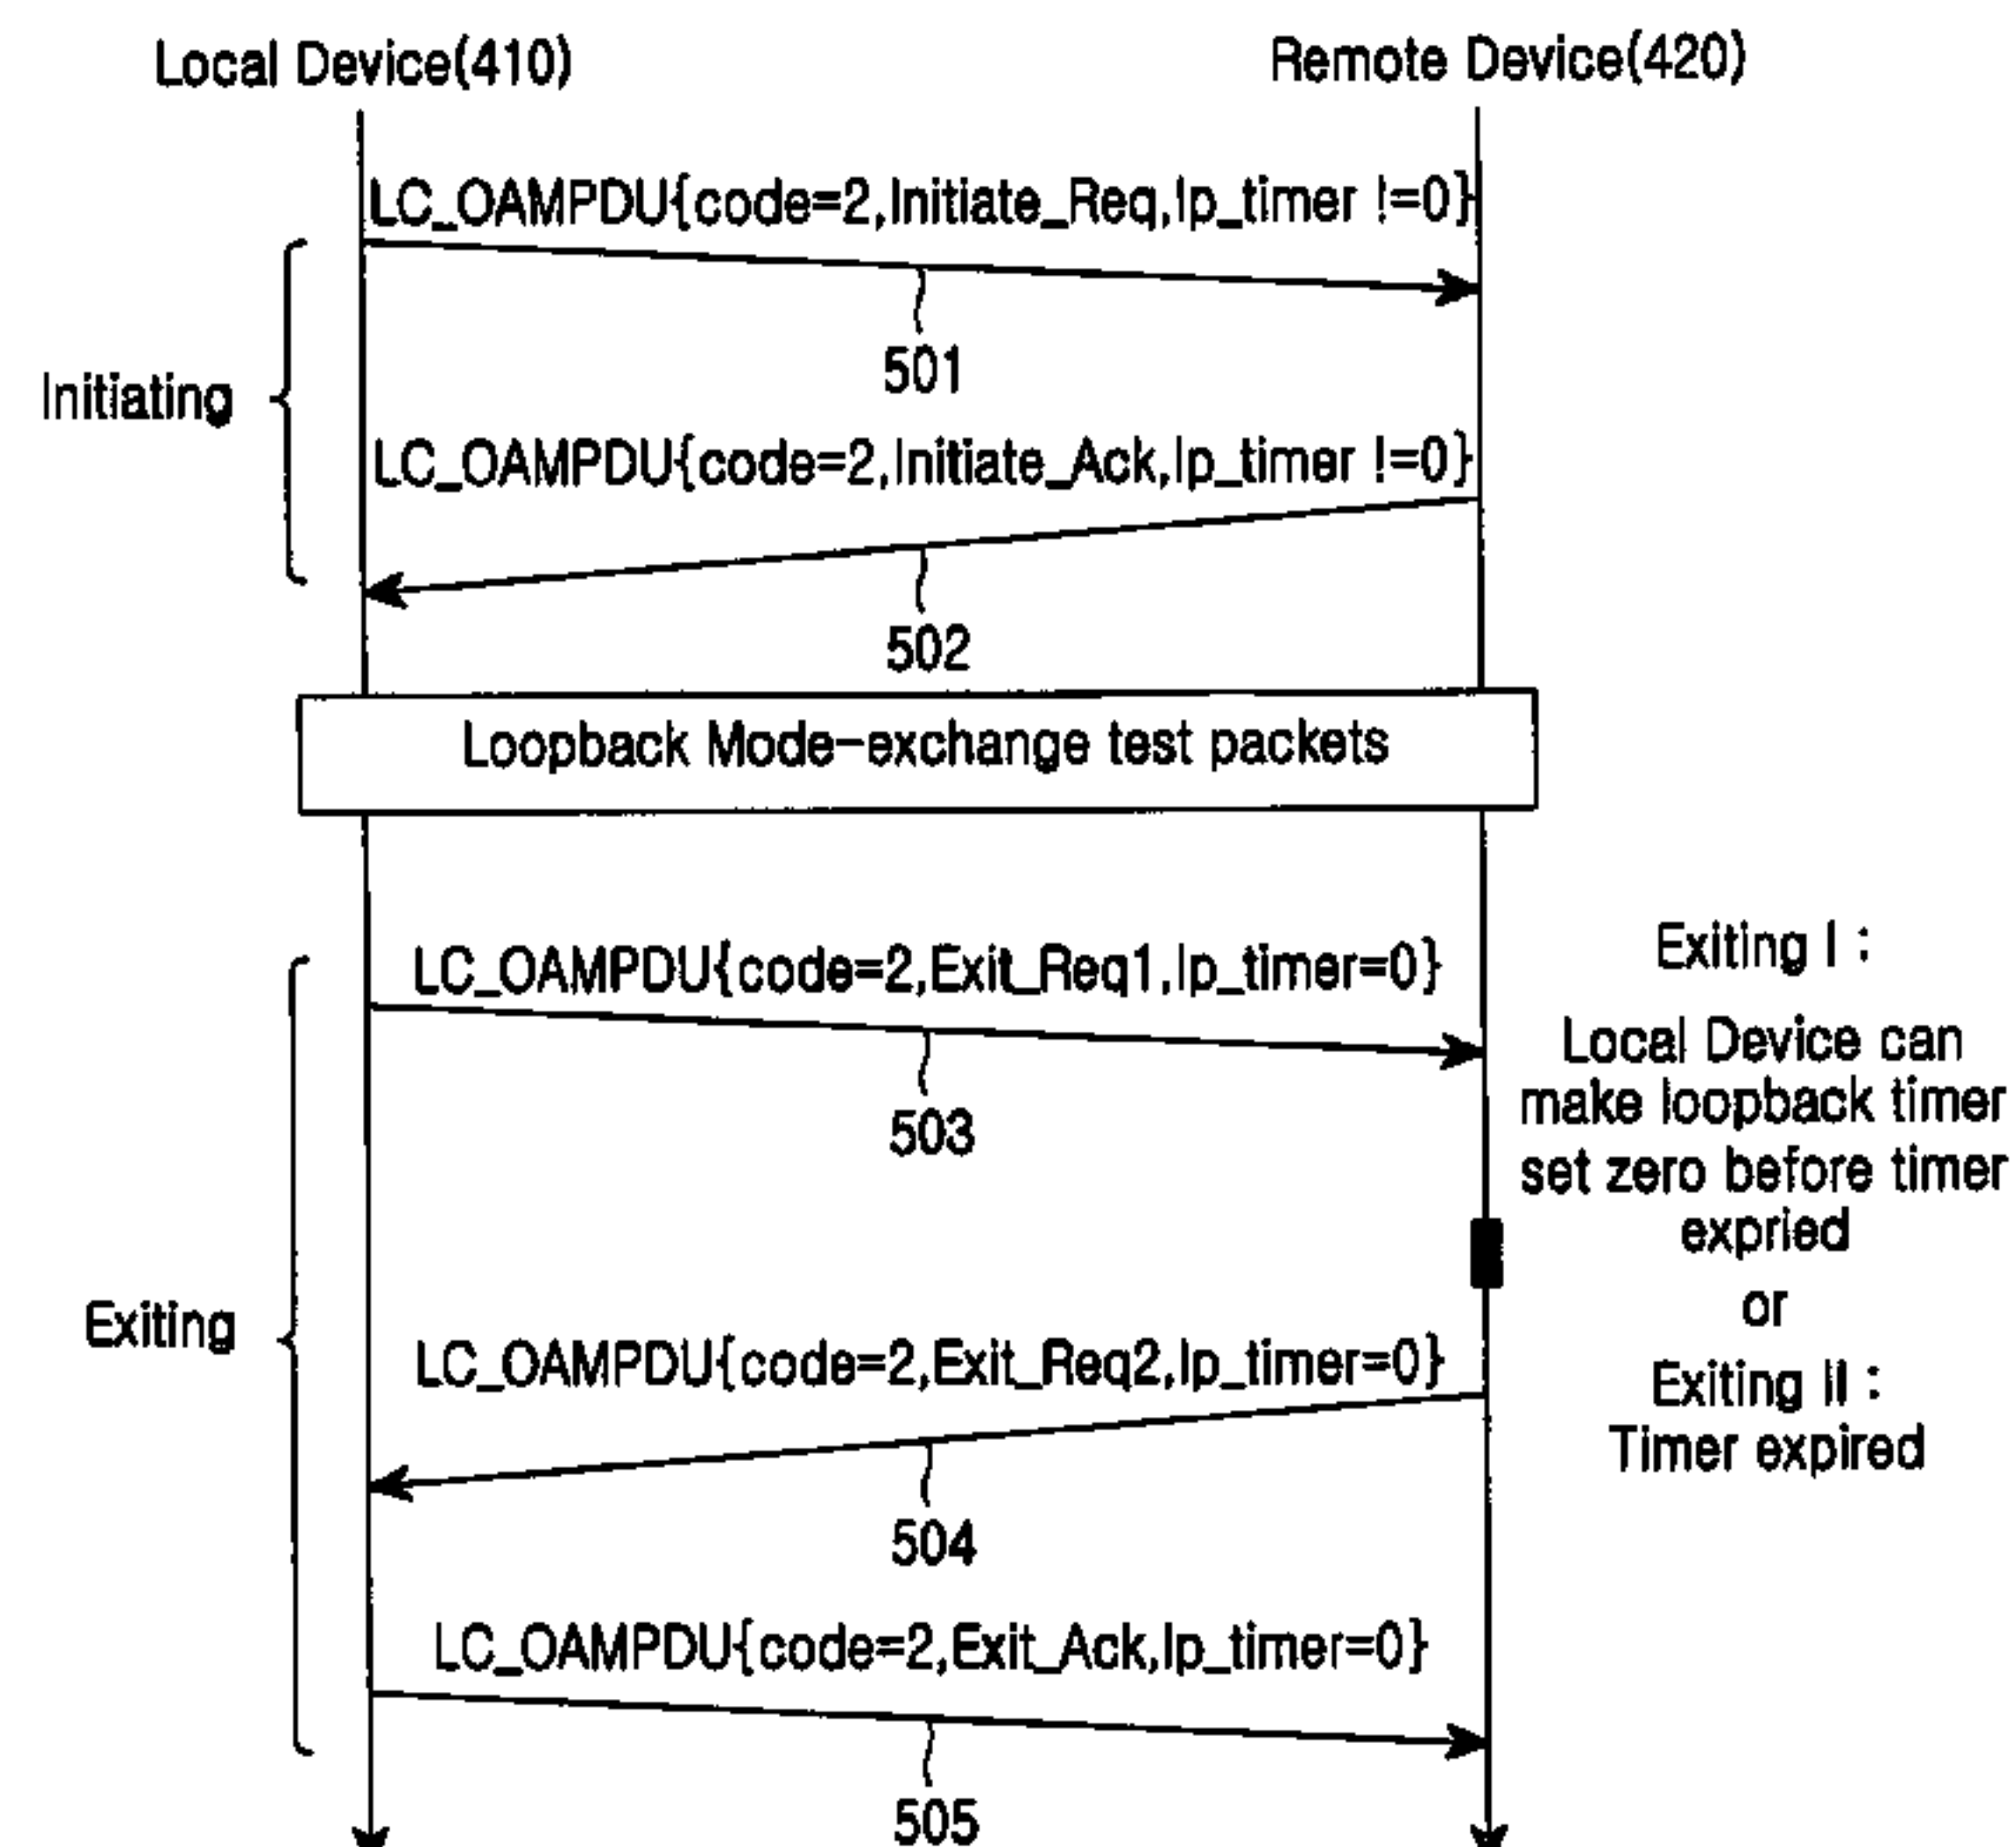 Local Device(410)
Remote Device(420)
LC_OAMPDU{code=2,Initiate_Req,lp_timer !=0}
501
Initiating
LC_OAMPDU{code=2,Initiate_Ack,lp_timer !=0}
502
Loopback Mode-exchange test packets
LC_OAMPDU{code=2,Exit_Req1,lp_timer=0}
503
Exiting I :
Local Device can
make loopback timer
set zero before timer
expried
or
Exiting II :
Timer expired
Exiting
LC_OAMPDU{code=2,Exit_Req2,lp_timer=0}
504
LC_OAMPDU{code=2,Exit_Ack,lp_timer=0}
505